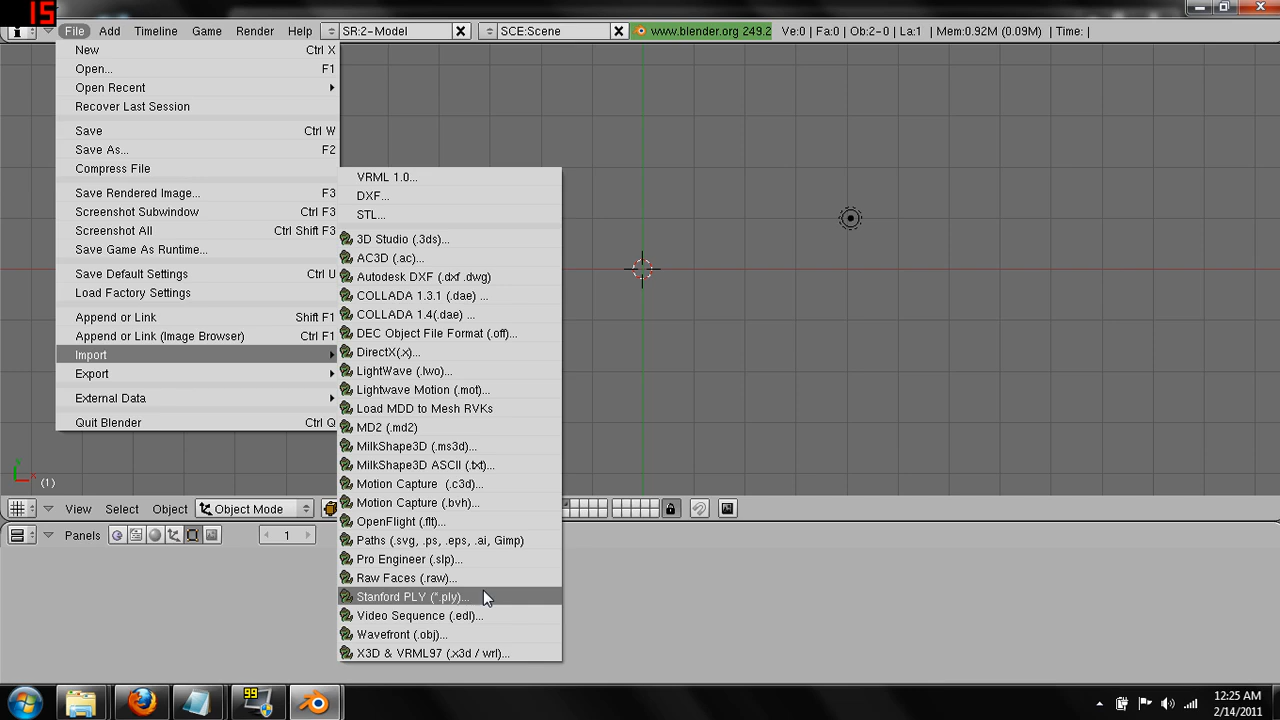 15
File Add Timeline Game Render Help SR:2-Model SCE:Scene www.blender.org 249.2 Ve:0 | Fa:0 | Ob:2-0 | La:1 | Mem:0.92M (0.09M) | Time: |
New Ctrl X
Open... F1
Open Recent
Recover Last Session
Save Ctrl W
Save As... F2
Compress File
Save Rendered Image... F3
Screenshot Subwindow Ctrl F3
Screenshot All Ctrl Shift F3
Save Game As Runtime...
Save Default Settings Ctrl U
Load Factory Settings
Append or Link Shift F1
Append or Link (Image Browser) Ctrl F1
Import
Export
External Data
Quit Blender Ctrl Q
VRML 1.0...
DXF...
STL...
3D Studio (.3ds)...
AC3D (.ac)...
Autodesk DXF (.dxf .dwg)
COLLADA 1.3.1 (.dae) ...
COLLADA 1.4(.dae) ...
DEC Object File Format (.off)...
DirectX(.x)...
LightWave (.lwo)...
Lightwave Motion (.mot)...
Load MDD to Mesh RVKs
MD2 (.md2)
MilkShape3D (.ms3d)...
MilkShape3D ASCII (.txt)...
Motion Capture (.c3d)...
Motion Capture (.bvh)...
OpenFlight (.flt)...
Paths (.svg, .ps, .eps, .ai, Gimp)
Pro Engineer (.slp)...
Raw Faces (.raw)...
Stanford PLY (*.ply)...
Video Sequence (.edl)...
Wavefront (.obj)...
X3D & VRML97 (.x3d / wrl)...
x (1)
View Select Object Object Mode
Panels 1
99
12:25 AM
2/14/2011